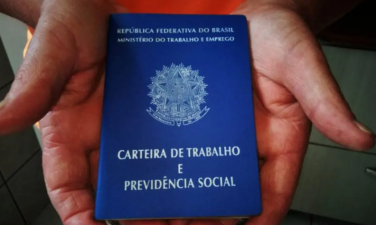 REPÚBLICA FEDERATIVA DO BRASIL
MINISTÉRIO DO TRABALHO E EMPREGO
CARTEIRA DE TRABALHO
E
PREVIDÊNCIA SOCIAL